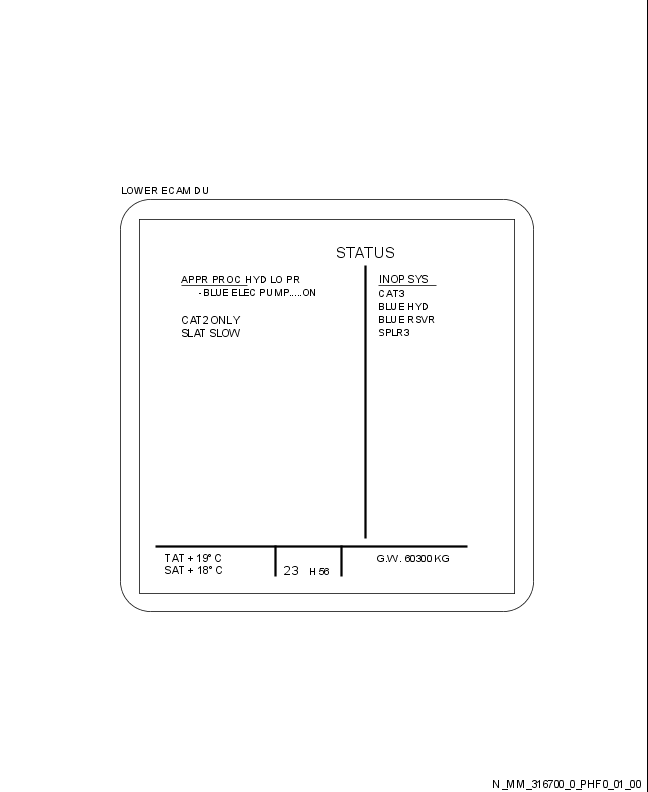 LOWER ECAM DU
STATUS
APPR PROC HYD LO PR
-BLUE ELEC PUMP.....ON
CAT2 ONLY
SLAT SLOW
INOP SYS
CAT3
BLUE HYD
BLUE RSVR
SPLR3
TAT + 19° C
SAT + 18° C
23 H 56
G.W. 60300 KG
N_MM_316700_0_PHF0_01_00